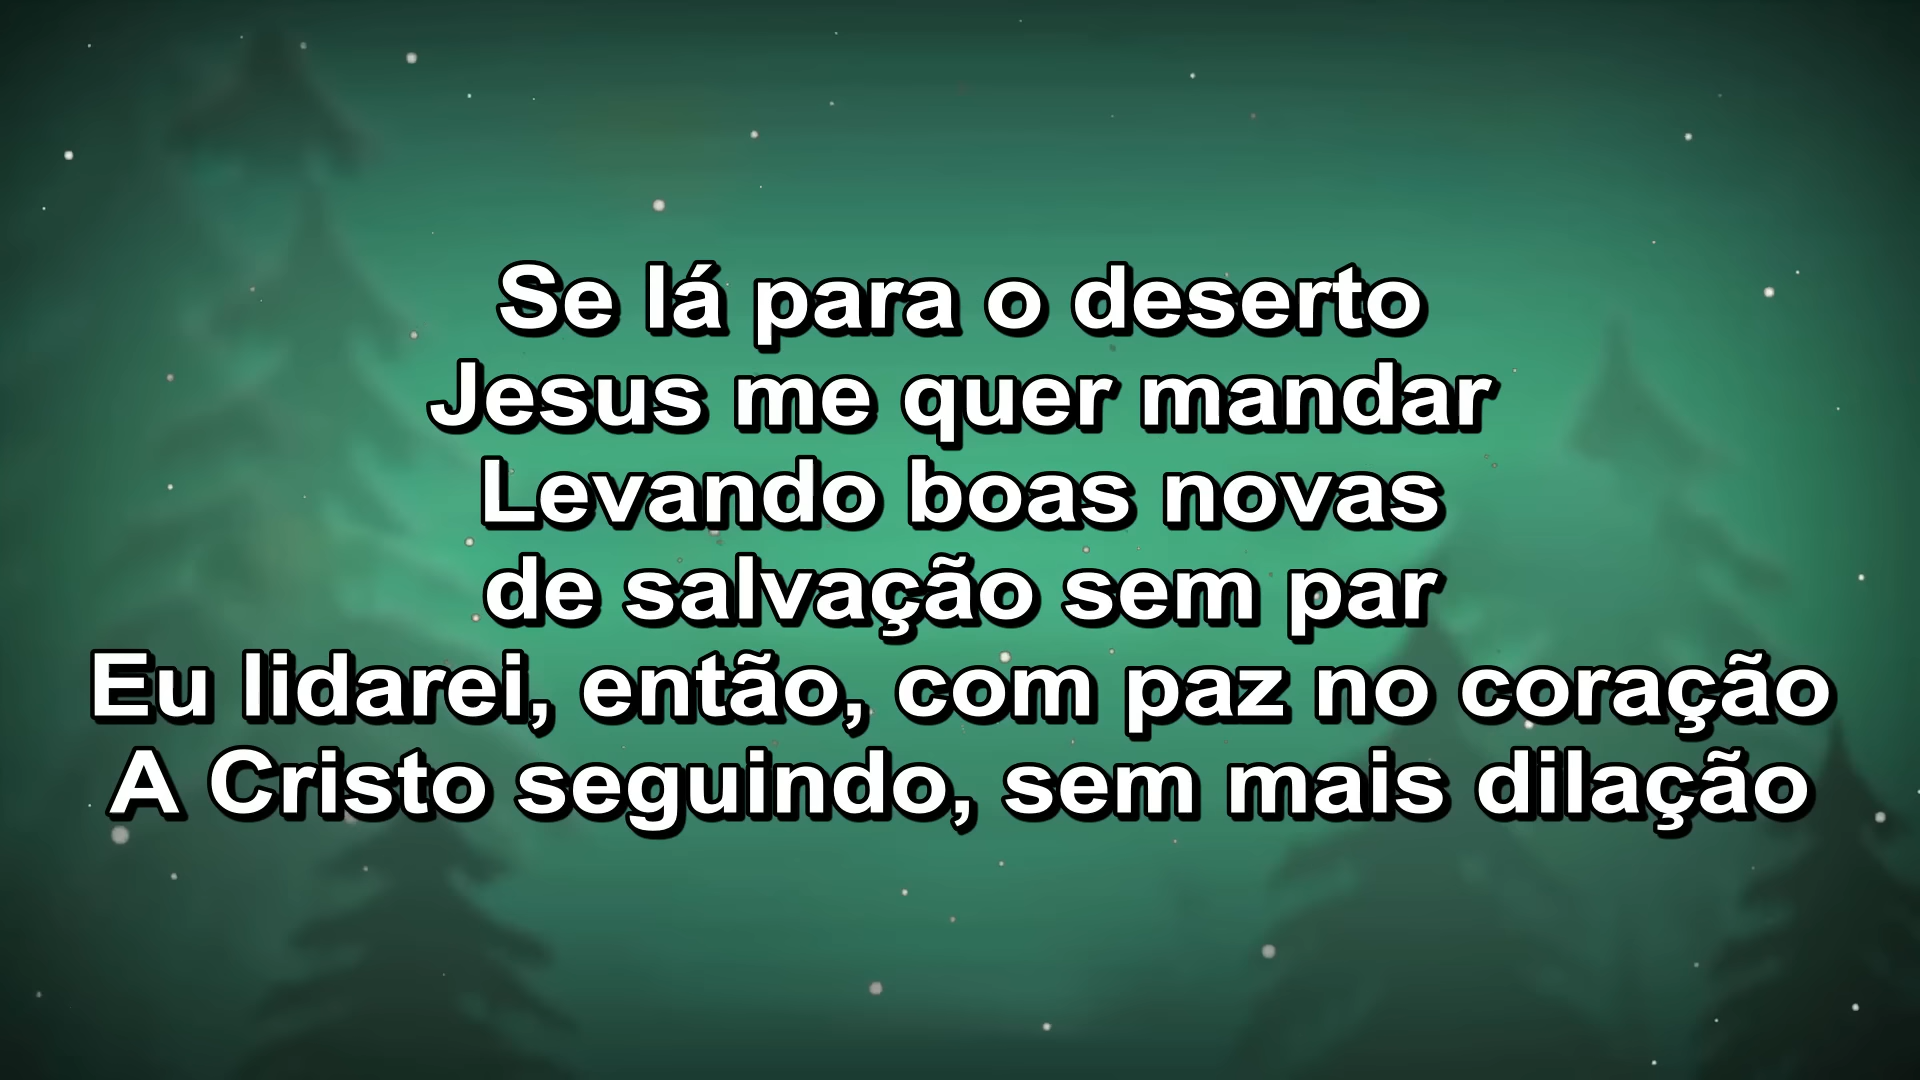 Se lá para o deserto
Jesus me quer mandar
Levando boas novas
de salvação sem par
Eu lidarei, então, com paz no coração
A Cristo seguindo, sem mais dilação